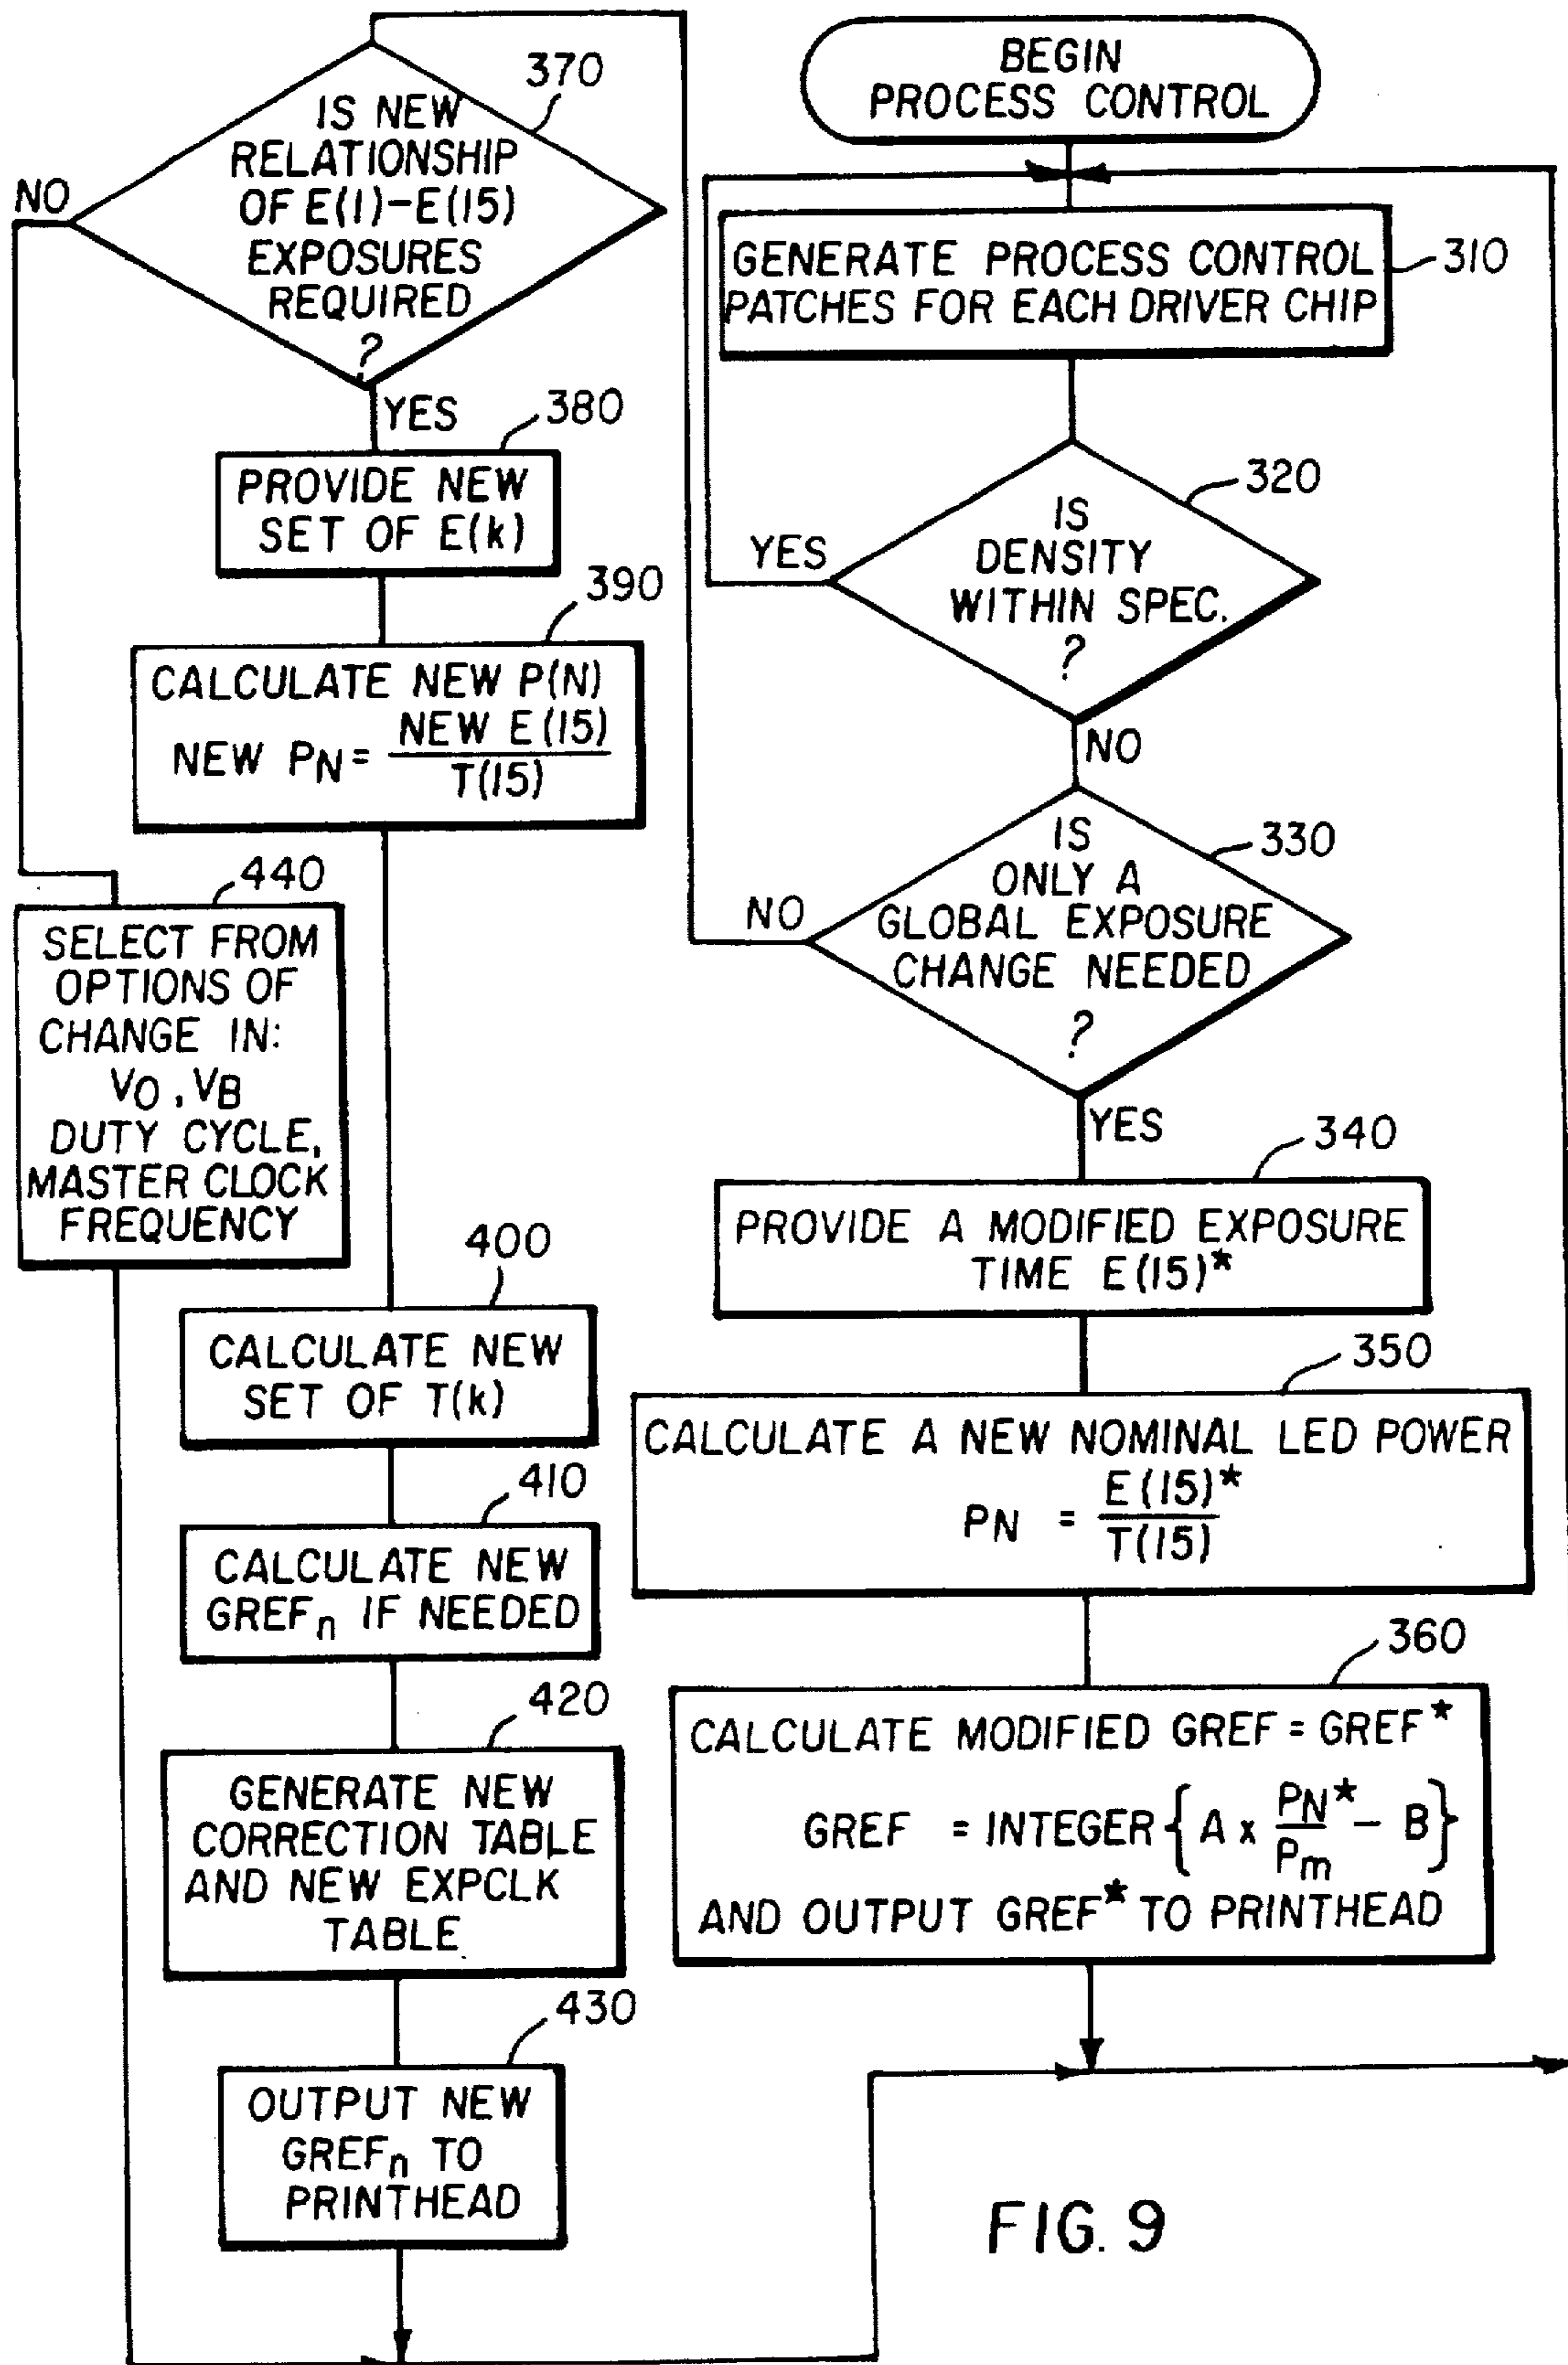 BEGIN
PROCESS CONTROL
GENERATE PROCESS CONTROL
PATCHES FOR EACH DRIVER CHIP
310
IS
DENSITY
WITHIN SPEC.
?
320
YES
NO
IS
ONLY A
GLOBAL EXPOSURE
CHANGE NEEDED
?
330
NO
YES
340
PROVIDE A MODIFIED EXPOSURE
TIME E(15)*
350
CALCULATE A NEW NOMINAL LED POWER
PN = E(15)* / T(15)
360
CALCULATE MODIFIED GREF = GREF*
GREF = INTEGER { A x PN* / Pm - B }
AND OUTPUT GREF* TO PRINTHEAD
370
IS NEW
RELATIONSHIP
OF E(1)-E(15)
EXPOSURES
REQUIRED
?
NO
YES
380
PROVIDE NEW
SET OF E(k)
390
CALCULATE NEW P(N)
NEW PN = NEW E(15) / T(15)
400
CALCULATE NEW
SET OF T(k)
410
CALCULATE NEW
GREFn IF NEEDED
420
GENERATE NEW
CORRECTION TABLE
AND NEW EXPCLK
TABLE
430
OUTPUT NEW
GREFn TO
PRINTHEAD
440
SELECT FROM
OPTIONS OF
CHANGE IN:
VO, VB
DUTY CYCLE,
MASTER CLOCK
FREQUENCY
FIG. 9